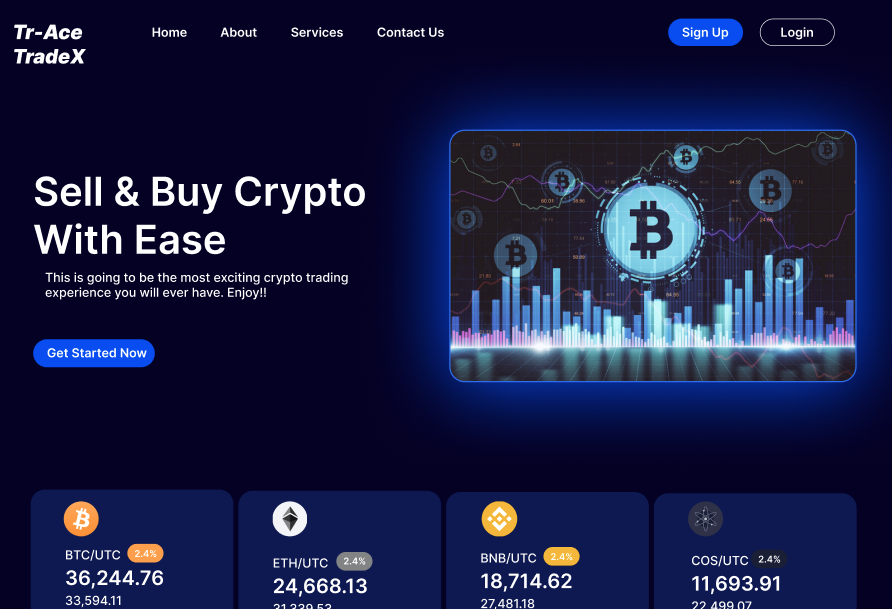 Tr-Ace
TradeX
Home About Services Contact Us
Sign Up Login
Sell & Buy Crypto
With Ease
This is going to be the most exciting crypto trading
experience you will ever have. Enjoy!!
Get Started Now
BTC/UTC 2.4%
36,244.76
33,594.11
ETH/UTC 2.4%
24,668.13
31,339.53
BNB/UTC 2.4%
18,714.62
27,481.18
COS/UTC 2.4%
11,693.91
22,499.07